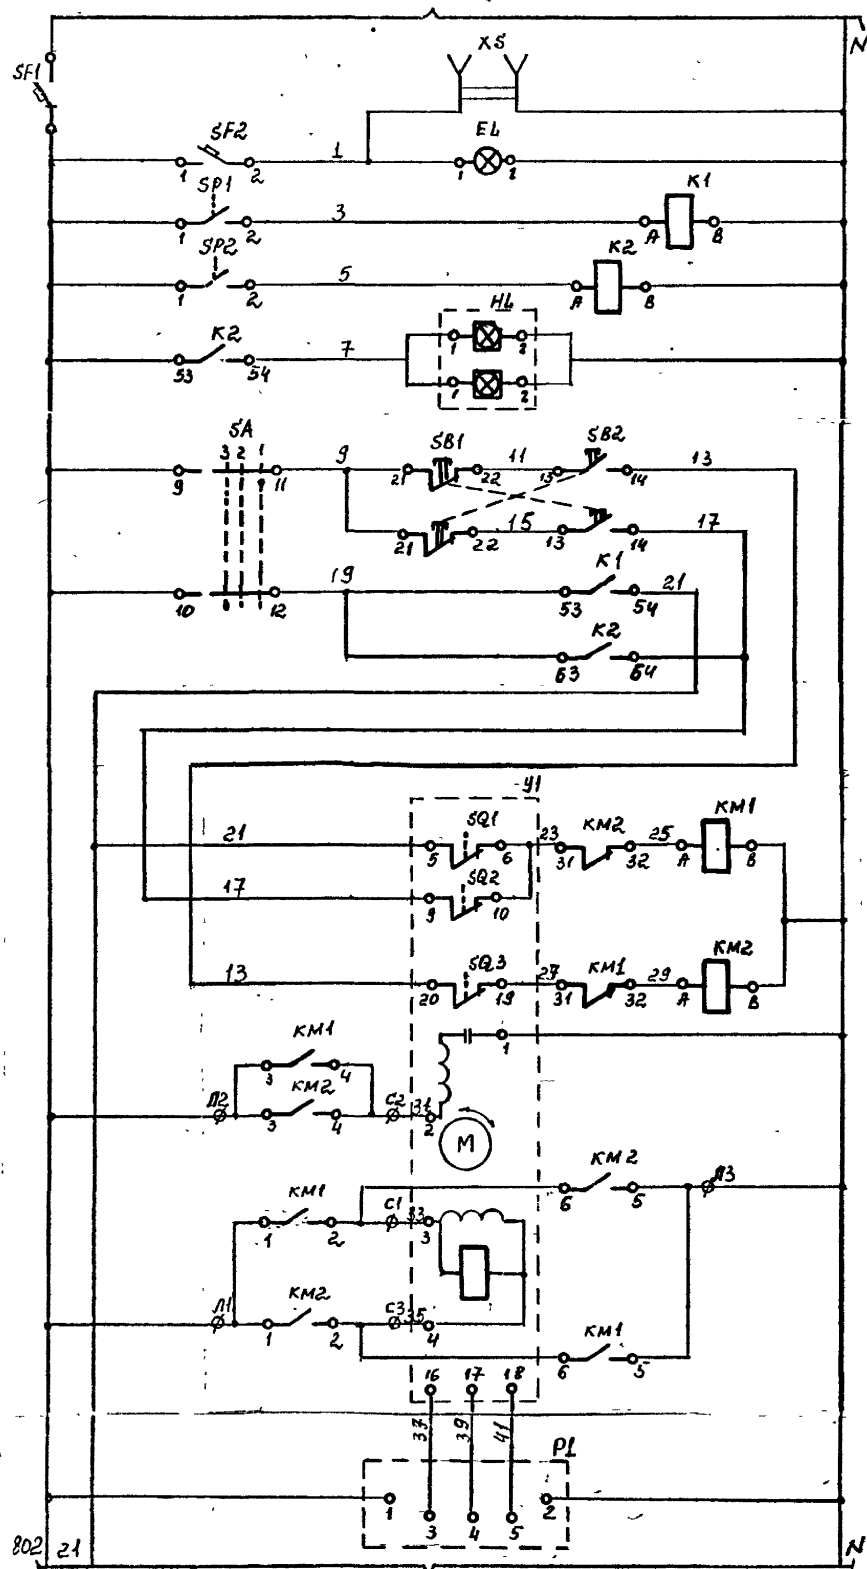 N
XS
SF1
SF2
EL
1
1 2 1 2
SP1
K1
3
1 2 A B
SP2
K2
5
1 2 A B
HL
K2
1 2
7
53 54
1 2
SA
SB1 SB2
3 2 1
9 11 13
9 11 21 22 13 14
15 17
21 22 13 14
K1
19 21
10 12 53 54
K2
63 64
У1
SQ1 KM1
21 23 KM2 25
5 6 31 32 A B
SQ2
17
9 10
KM2
SQ3 KM1
13 27 29
20 19 31 32 A B
KM1
1
3 4
KM2
Л2 C2 31
3 4 2
M
KM2
KM1 Л3
C1 33 6 5
1 2 3
KM2
Л1 C3 35 KM1
1 2 4
6 5
16 17 18
37 39 41
P1
1 2
3 4 5
802 21 N